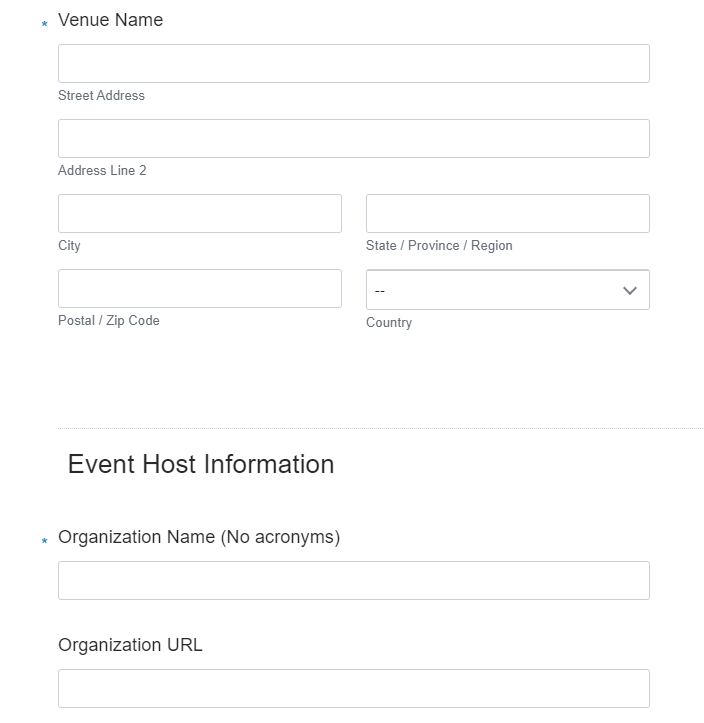 * Venue Name
Street Address
Address Line 2
City
State / Province / Region
Postal / Zip Code
--
Country
Event Host Information
* Organization Name (No acronyms)
Organization URL